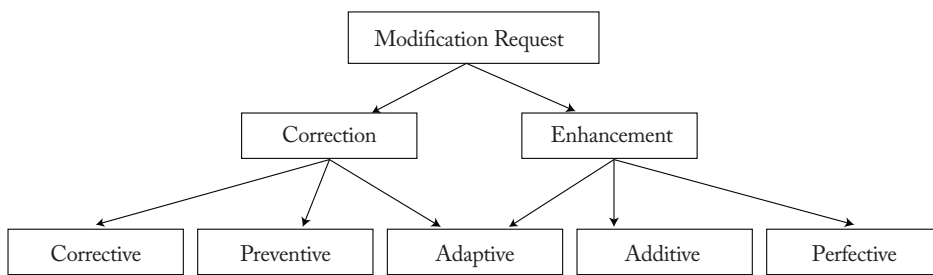 Modification Request
Correction
Enhancement
Corrective
Preventive
Adaptive
Additive
Perfective